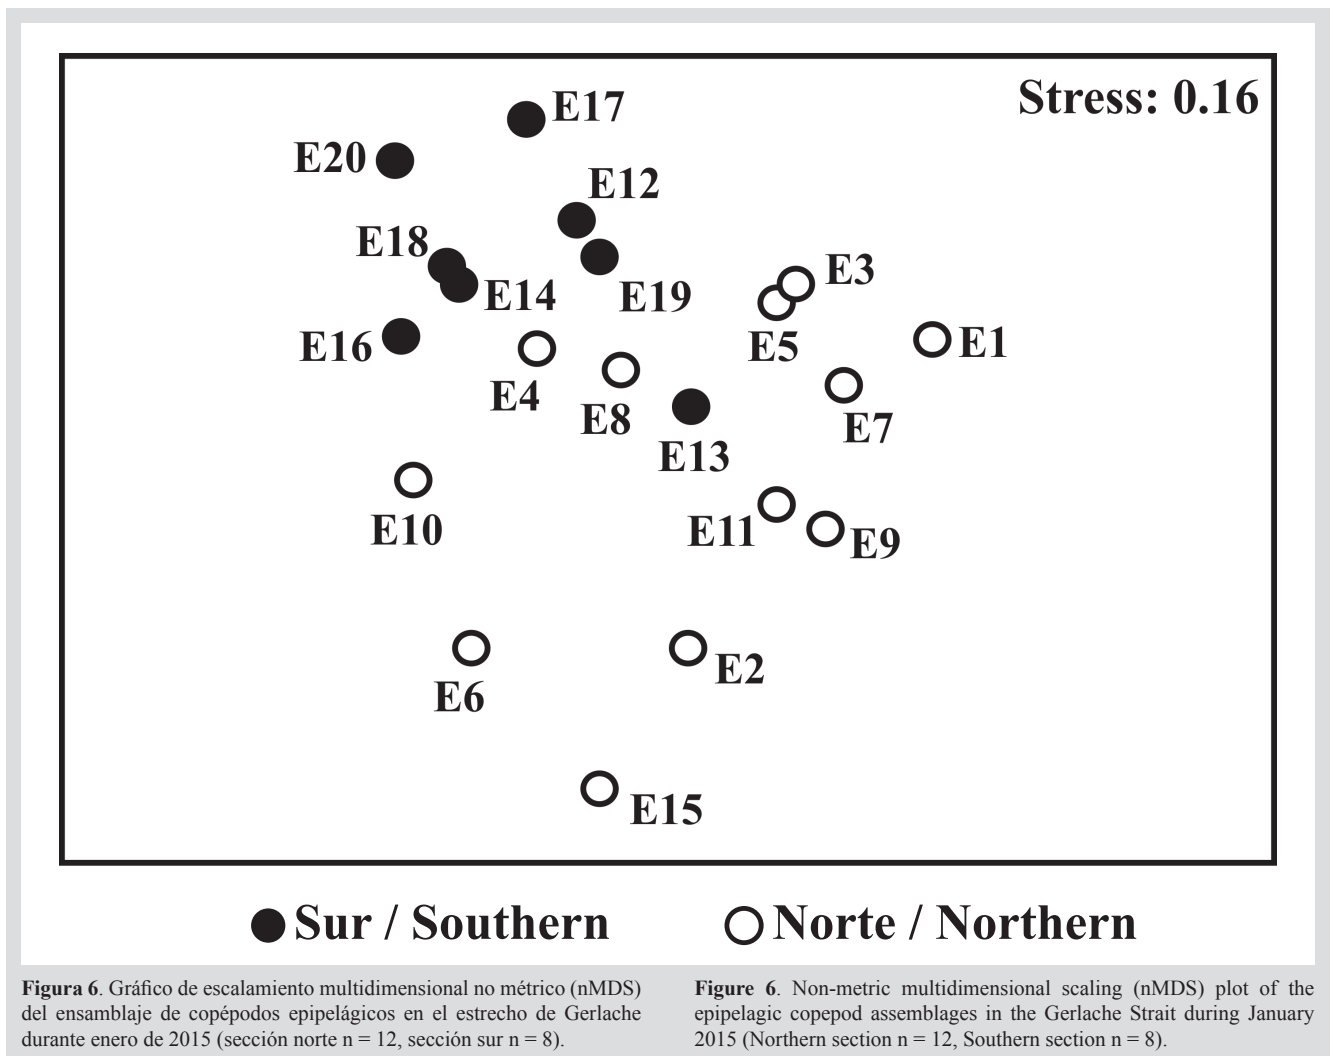 Stress: 0.16
E17
E20
E12
E18
E3
E14
E19
E5
E1
E16
E4
E8
E7
E13
E10
E11
E9
E2
E6
E15
Sur / Southern
Norte / Northern
Figura 6. Gráfico de escalamiento multidimensional no métrico (nMDS)
del ensamblaje de copépodos epipelágicos en el estrecho de Gerlache
durante enero de 2015 (sección norte n = 12, sección sur n = 8).
Figure 6. Non-metric multidimensional scaling (nMDS) plot of the
epipelagic copepod assemblages in the Gerlache Strait during January
2015 (Northern section n = 12, Southern section n = 8).